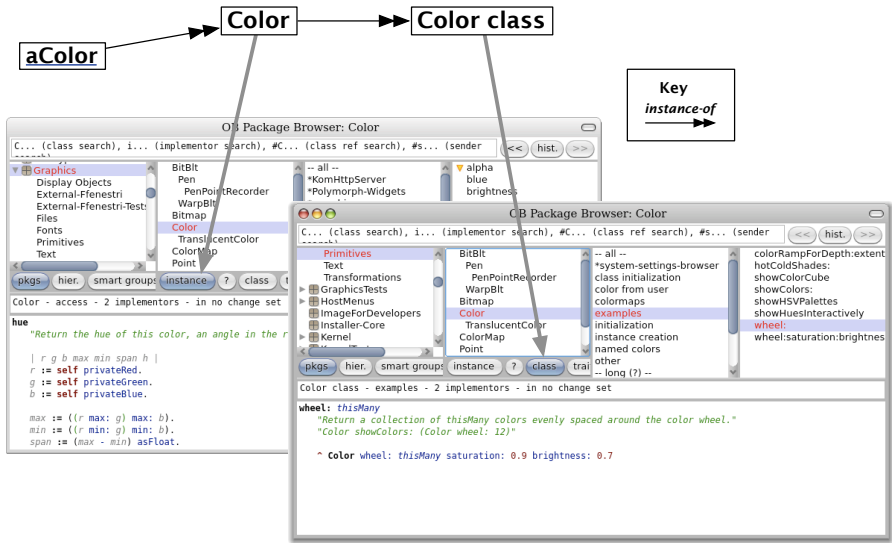 Color
Color class
aColor
Key
instance-of
OB Package Browser: Color
C... (class search), i... (implementor search), #C... (class ref search), #s... (sender
<<
hist.
>>
Graphics
Display Objects
External-Ffenestri
External-Ffenestri-Tests
Files
Fonts
Primitives
Text
BitBlt
Pen
PenPointRecorder
WarpBlt
Bitmap
Color
TranslucentColor
ColorMap
Point
-- all --
*KomHttpServer
*Polymorph-Widgets
alpha
blue
brightness
pkgs
hier.
smart groups
instance
?
class
Color - access - 2 implementors - in no change set
hue
"Return the hue of this color, an angle in the r
| r g b max min span h |
r := self privateRed.
g := self privateGreen.
b := self privateBlue.
max := ((r max: g) max: b).
min := ((r min: g) min: b).
span := (max - min) asFloat.
OB Package Browser: Color
C... (class search), i... (implementor search), #C... (class ref search), #s... (sender
<<
hist.
>>
Primitives
Text
Transformations
GraphicsTests
HostMenus
ImageForDevelopers
Installer-Core
Kernel
BitBlt
Pen
PenPointRecorder
WarpBlt
Bitmap
Color
TranslucentColor
ColorMap
Point
-- all --
*system-settings-browser
class initialization
color from user
colormaps
examples
initialization
instance creation
named colors
other
-- long (?) --
colorRampForDepth:extent
hotColdShades:
showColorCube
showColors:
showHSVPalettes
showHuesInteractively
wheel:
wheel:saturation:brightnes
pkgs
hier.
smart groups
instance
?
class
trai
Color class - examples - 2 implementors - in no change set
wheel: thisMany
"Return a collection of thisMany colors evenly spaced around the color wheel."
"Color showColors: (Color wheel: 12)"
^ Color wheel: thisMany saturation: 0.9 brightness: 0.7